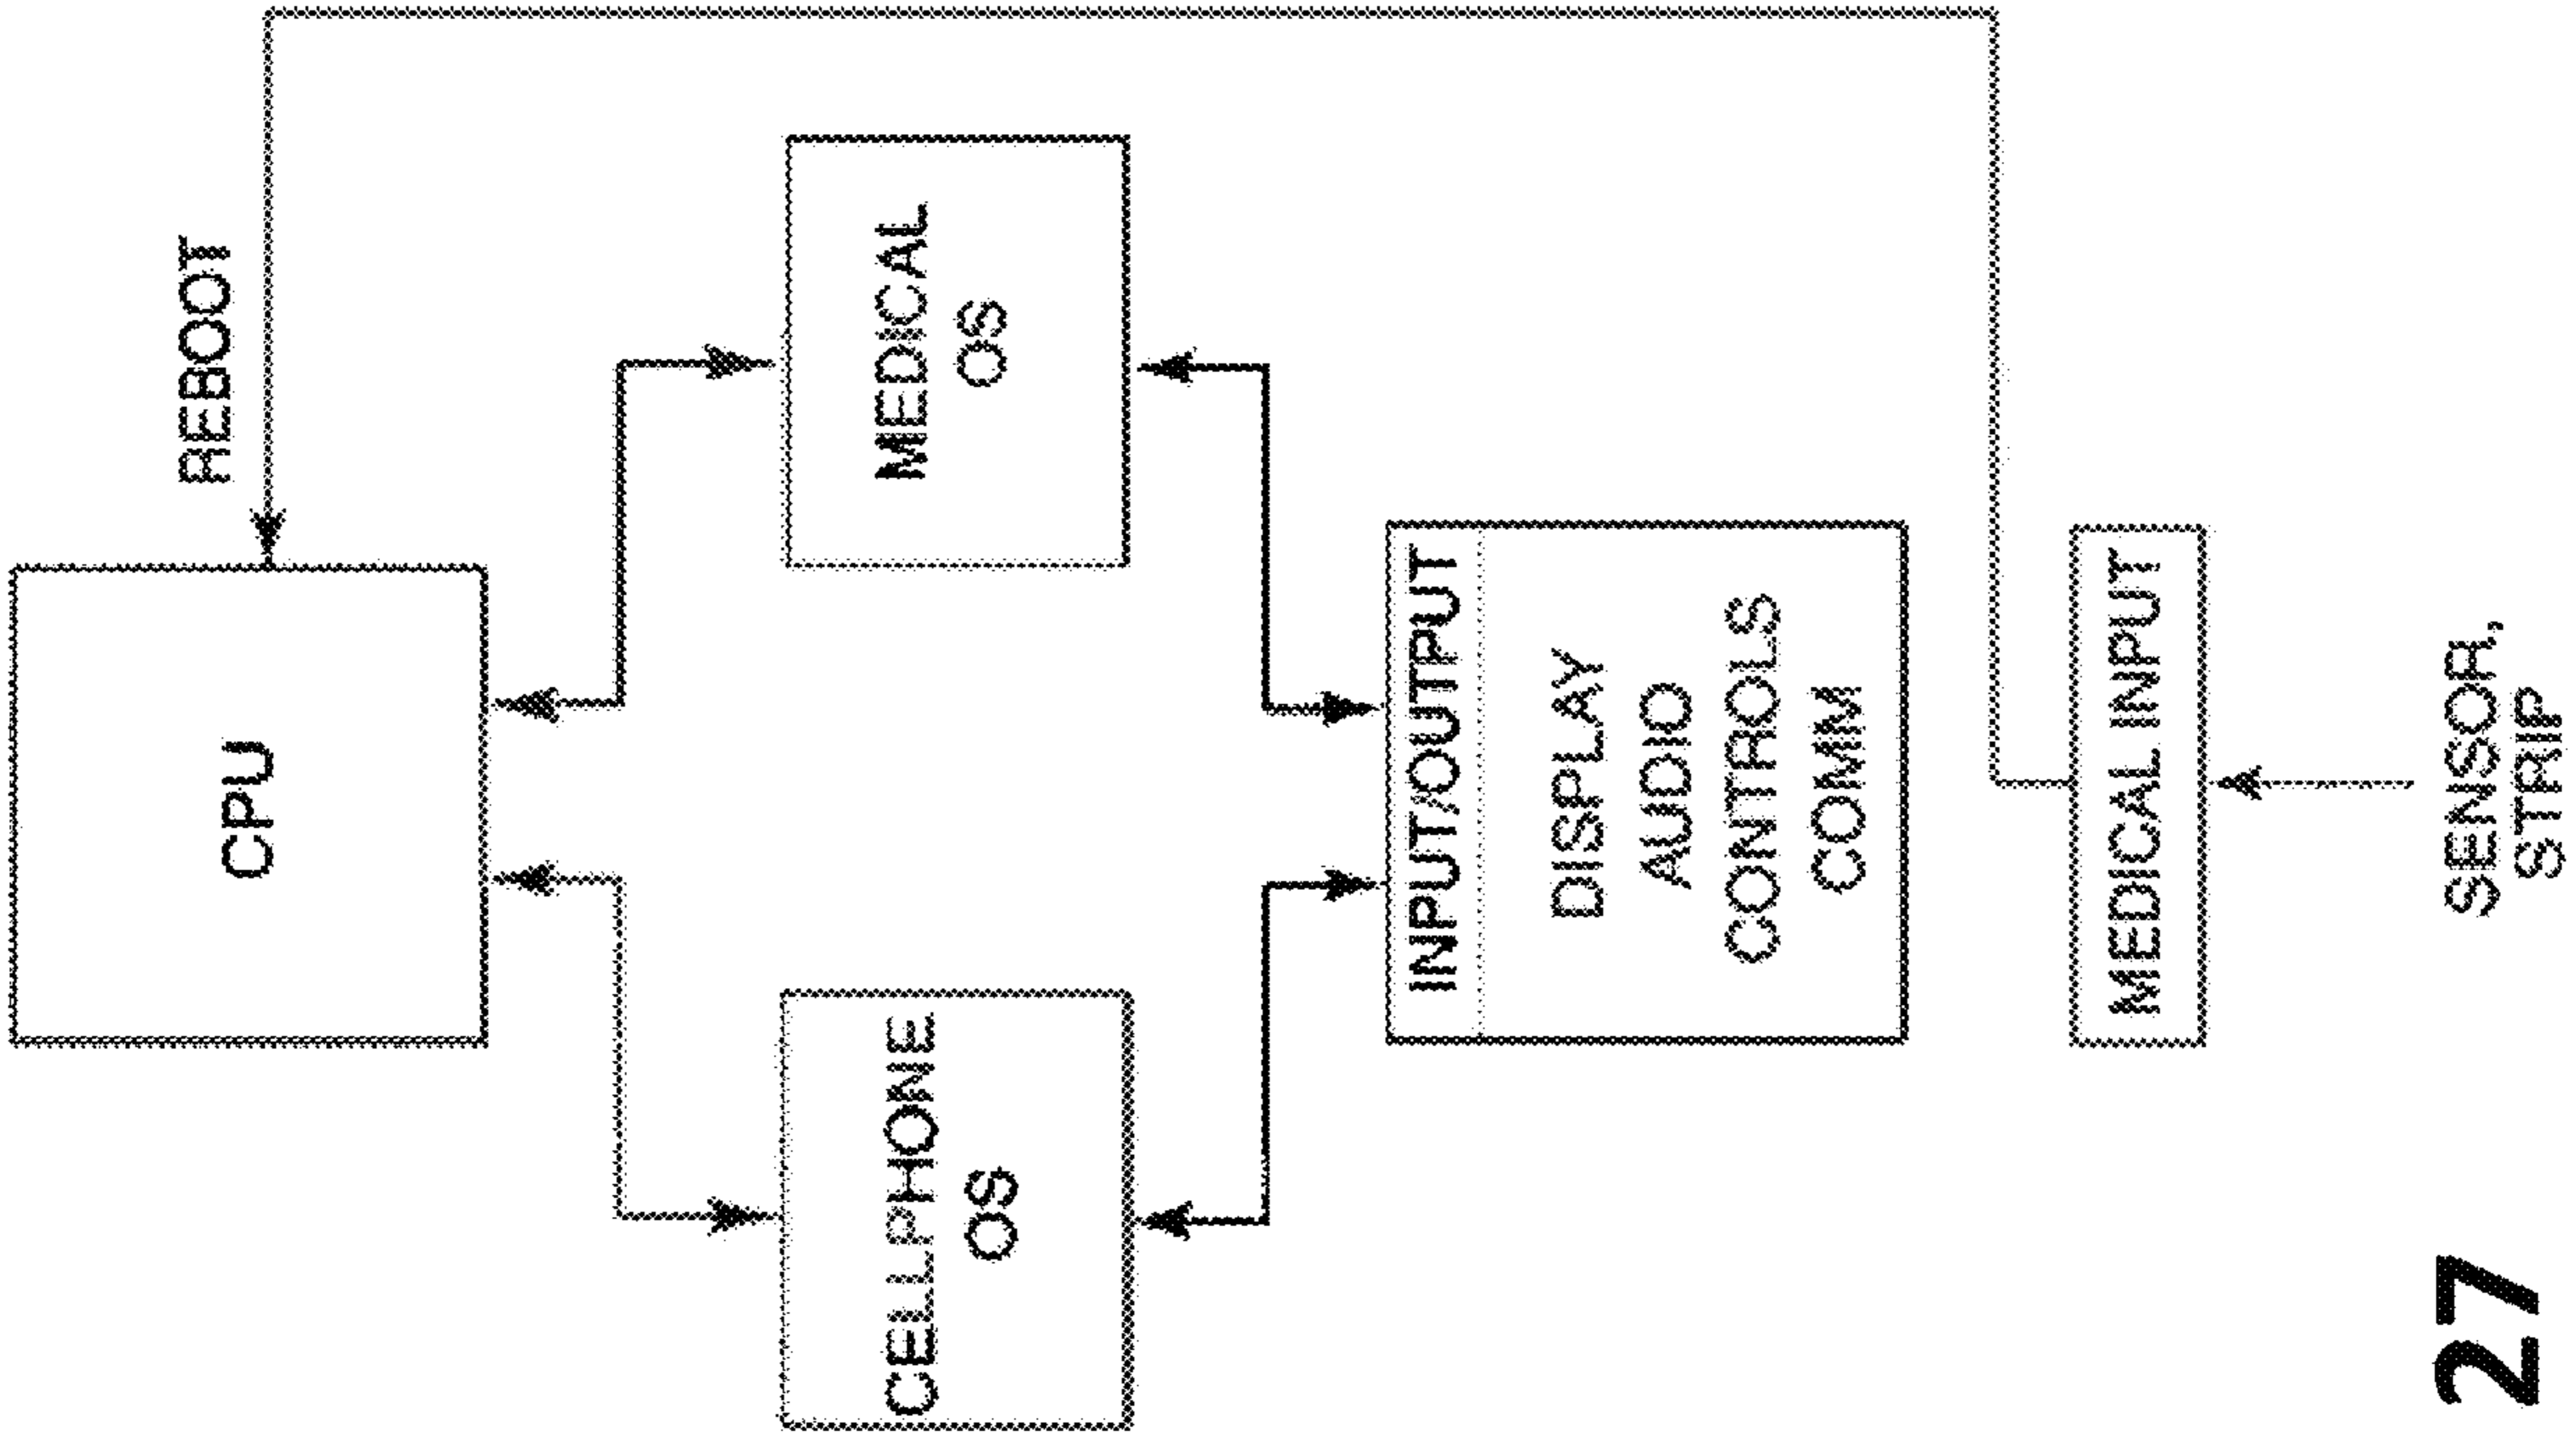 REBOOT
CPU
MEDICAL
OS
CELLPHONE
OS
INPUT/OUTPUT
DISPLAY
AUDIO
CONTROLS
COMM
MEDICAL INPUT
SENSOR,
STRIP
27